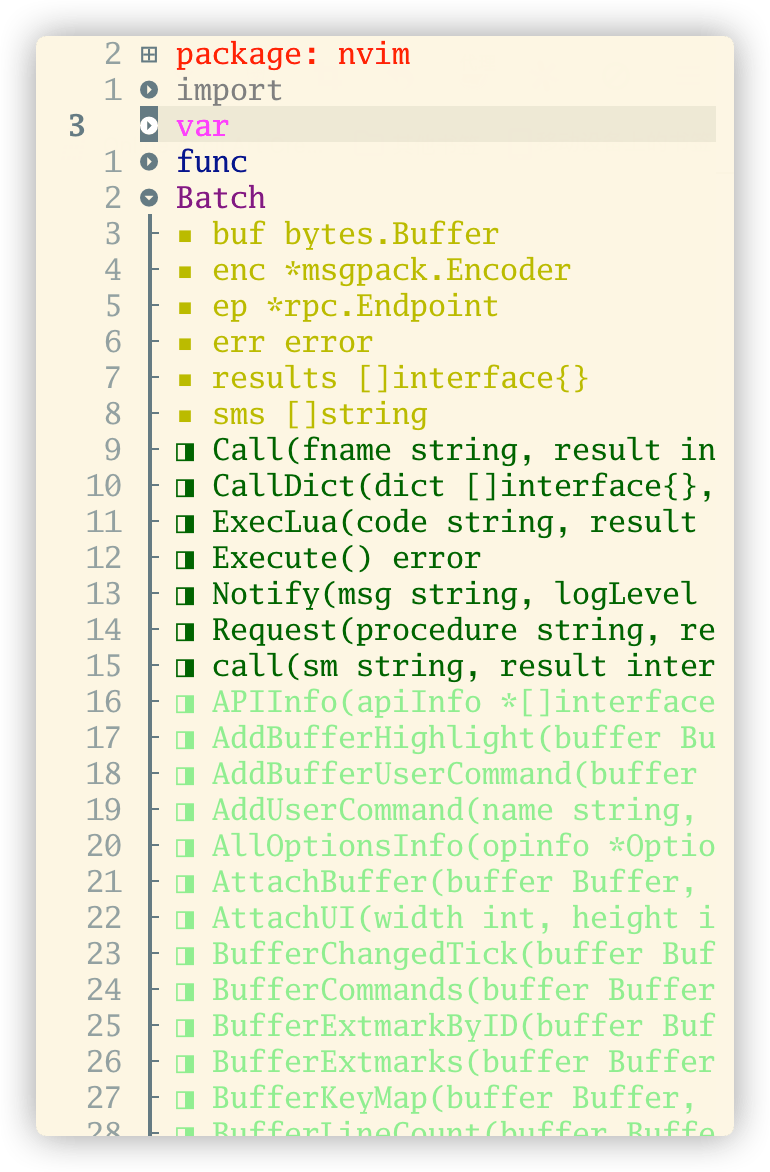 2 package: nvim
1 import
3 var
1 func
2 Batch
3 buf bytes.Buffer
4 enc *msgpack.Encoder
5 ep *rpc.Endpoint
6 err error
7 results []interface{}
8 sms []string
9 Call(fname string, result in
10 CallDict(dict []interface{},
11 ExecLua(code string, result
12 Execute() error
13 Notify(msg string, logLevel
14 Request(procedure string, re
15 call(sm string, result inter
16 APIInfo(apiInfo *[]interface
17 AddBufferHighlight(buffer Bu
18 AddBufferUserCommand(buffer
19 AddUserCommand(name string,
20 AllOptionsInfo(opinfo *Optio
21 AttachBuffer(buffer Buffer,
22 AttachUI(width int, height i
23 BufferChangedTick(buffer Buf
24 BufferCommands(buffer Buffer
25 BufferExtmarkByID(buffer Buf
26 BufferExtmarks(buffer Buffer
27 BufferKeyMap(buffer Buffer,
28 BufferLineCount(buffer Buffe